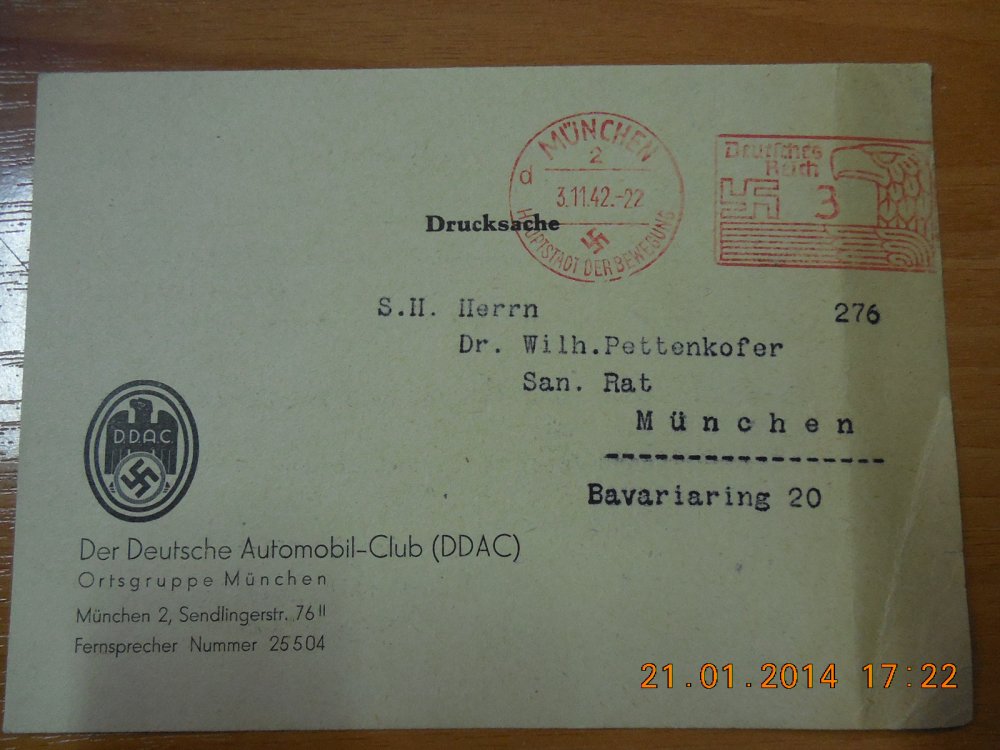 MÜNCHEN
2
d
3.11.42.-22
HAUPTSTADT DER BEWEGUNG
Deutsches
Reich
3
Drucksache
S.H. Herrn 276
Dr. Wilh.Pettenkofer
San. Rat
München
Bavariaring 20
DDAC
Der Deutsche Automobil-Club (DDAC)
Ortsgruppe München
München 2, Sendlingerstr. 76 II
Fernsprecher Nummer 25504
21.01.2014 17:22